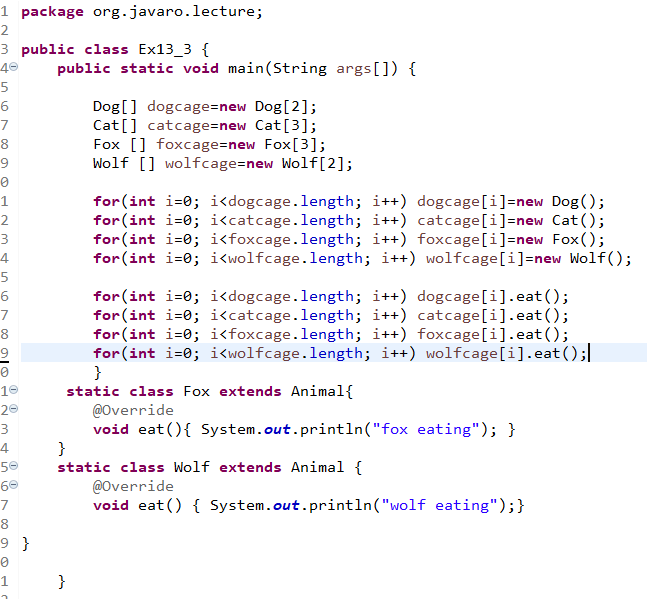 1 package org.javaro.lecture;
2
3 public class Ex13_3 {
4 public static void main(String args[]) {
5
6 Dog[] dogcage=new Dog[2];
7 Cat[] catcage=new Cat[3];
8 Fox [] foxcage=new Fox[3];
9 Wolf [] wolfcage=new Wolf[2];
0
1 for(int i=0; i<dogcage.length; i++) dogcage[i]=new Dog();
2 for(int i=0; i<catcage.length; i++) catcage[i]=new Cat();
3 for(int i=0; i<foxcage.length; i++) foxcage[i]=new Fox();
4 for(int i=0; i<wolfcage.length; i++) wolfcage[i]=new Wolf();
5
6 for(int i=0; i<dogcage.length; i++) dogcage[i].eat();
7 for(int i=0; i<catcage.length; i++) catcage[i].eat();
8 for(int i=0; i<foxcage.length; i++) foxcage[i].eat();
9 for(int i=0; i<wolfcage.length; i++) wolfcage[i].eat();
0 }
1 static class Fox extends Animal{
2 @Override
3 void eat(){ System.out.println("fox eating"); }
4 }
5 static class Wolf extends Animal {
6 @Override
7 void eat() { System.out.println("wolf eating");}
8
9 }
0
1 }